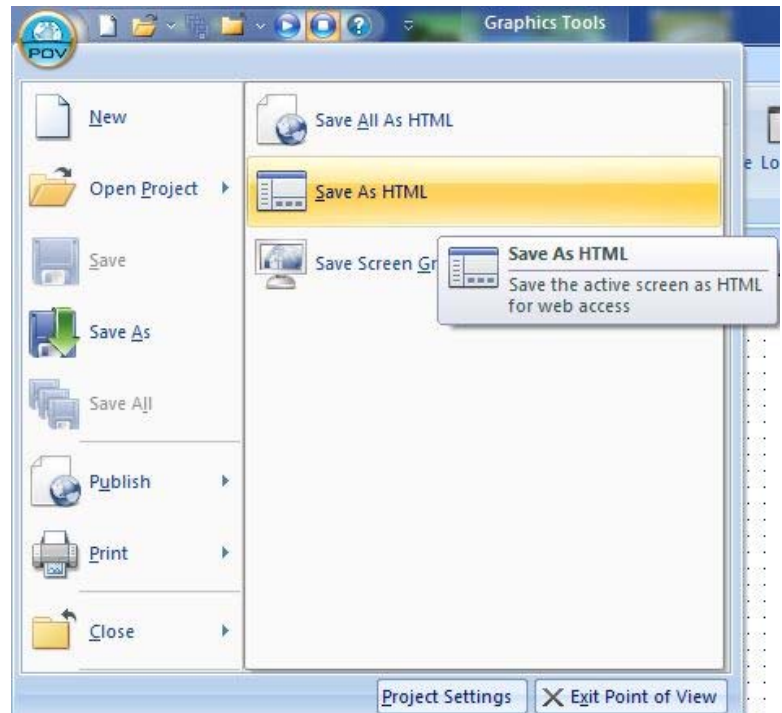 Graphics Tools
POV
New
Open Project
Save
Save As
Save All
Publish
Print
Close
Save All As HTML
Save As HTML
Save Screen Gr
Save As HTML
Save the active screen as HTML
for web access
e Lo
Project Settings
Exit Point of View